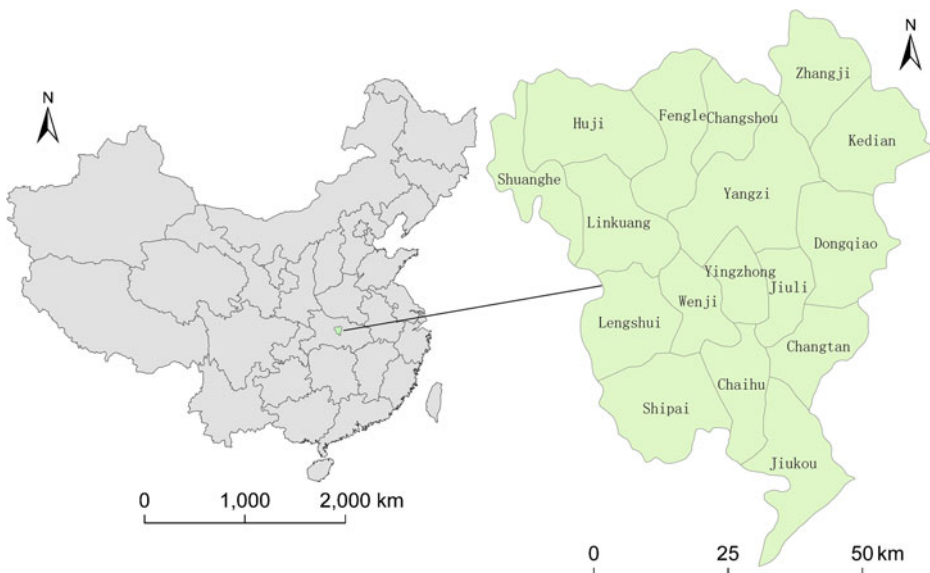 N
0
1,000
2,000 km
N
Zhangji
Huji
Fengle
Changshou
Kedian
Shuanghe
Yangzi
Linkuang
Dongqiao
Yingzhong
Jiuli
Wenji
Lengshui
Changtan
Chaihu
Shipai
Jiukou
0
25
50 km